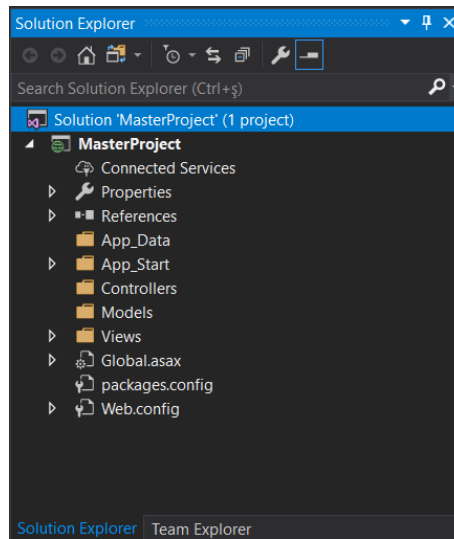 Solution Explorer
Search Solution Explorer (Ctrl+ş)
Solution 'MasterProject' (1 project)
MasterProject
Connected Services
Properties
References
App_Data
App_Start
Controllers
Models
Views
Global.asax
packages.config
Web.config
Solution Explorer Team Explorer